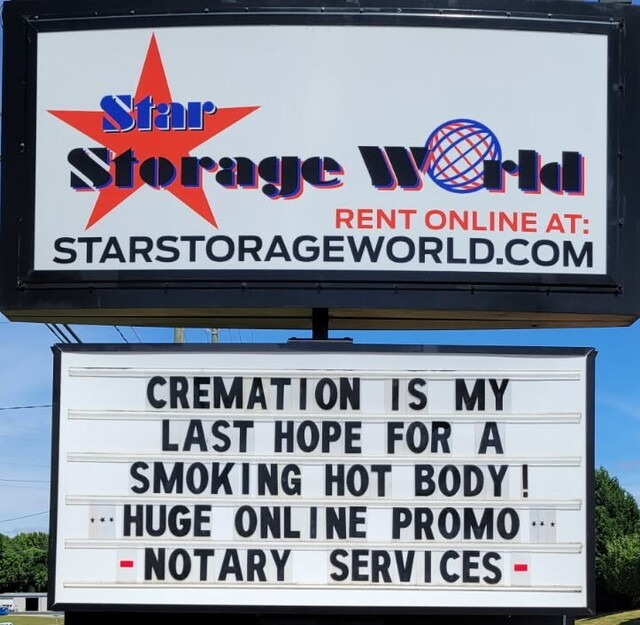 Star
Storage World
RENT ONLINE AT:
STARSTORAGEWORLD.COM
CREMATION IS MY
LAST HOPE FOR A
SMOKING HOT BODY!
*** HUGE ONLINE PROMO ***
- NOTARY SERVICES -